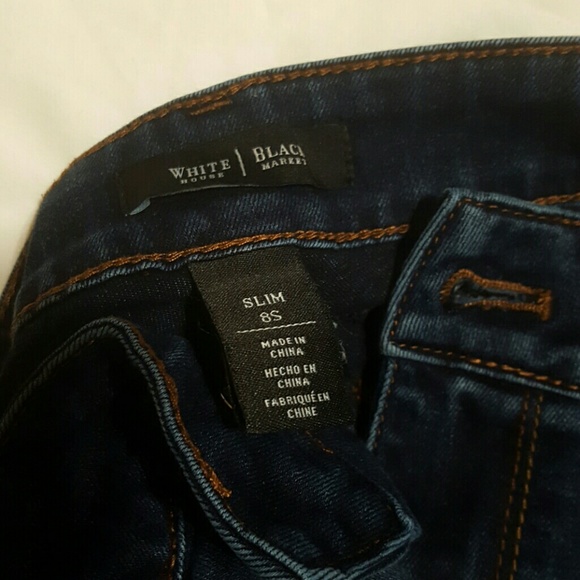 WHITE | BLACK
HOUSE | MARKET
SLIM
8S
MADE IN
CHINA
HECHO EN
CHINA
FABRIQUÉ EN
CHINE